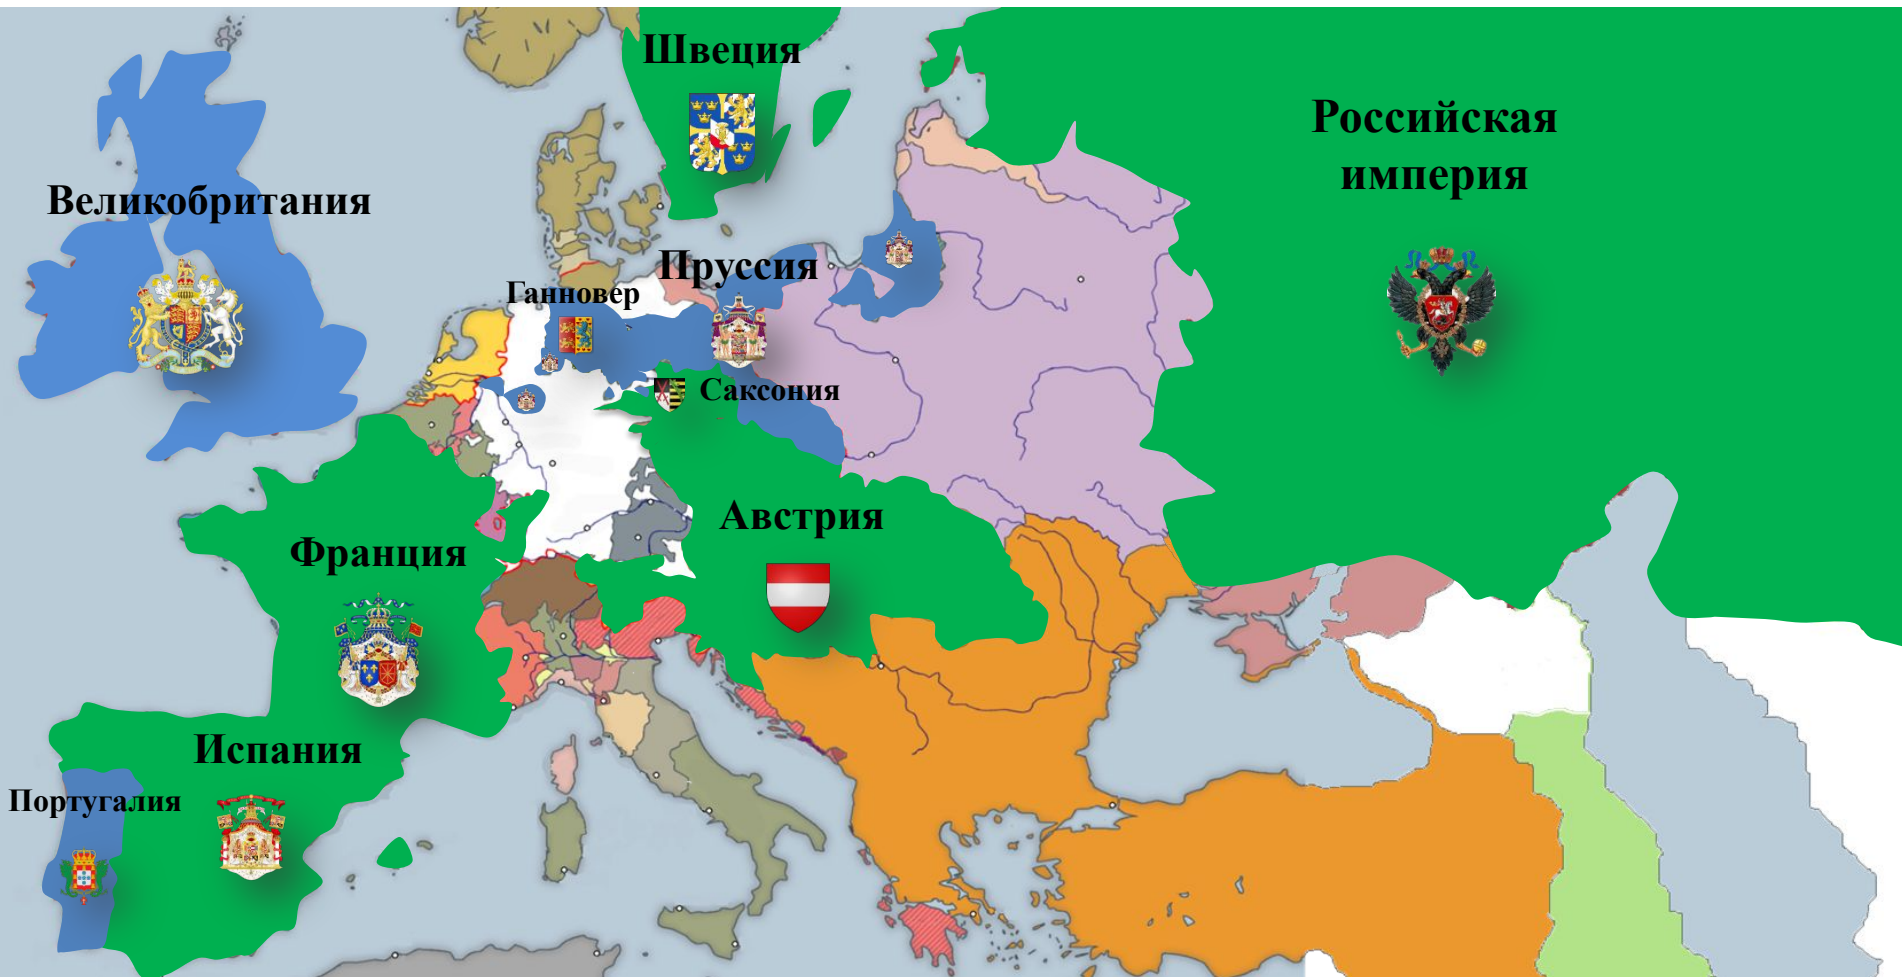 Швеция
Российская
империя
Великобритания
Пруссия
Ганновер
Саксония
Австрия
Франция
Испания
Португалия